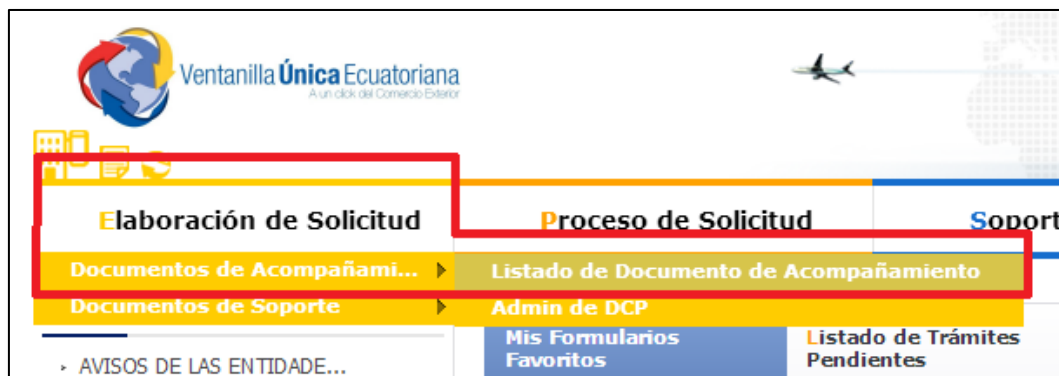 Ventanilla Única Ecuatoriana
A un click del Comercio Exterior
Elaboración de Solicitud
Proceso de Solicitud
Soport
Documentos de Acompañami...
Listado de Documento de Acompañamiento
Documentos de Soporte
Admin de DCP
Mis Formularios
Favoritos
Listado de Trámites
Pendientes
AVISOS DE LAS ENTIDADE...